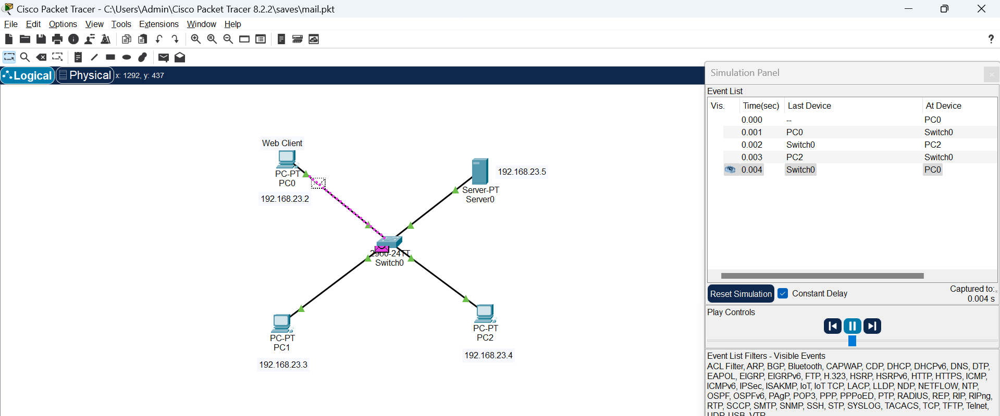 Cisco Packet Tracer - C:\Users\Admin\Cisco Packet Tracer 8.2.2\saves\mail.pkt
File Edit Options View Tools Extensions Window Help
?
Logical Physical x: 1292, y: 437
Web Client
PC-PT
PC0
192.168.23.2
192.168.23.5
Server-PT
Server0
2960-24TT
Switch0
PC-PT
PC1
192.168.23.3
PC-PT
PC2
192.168.23.4
Simulation Panel
Event List
Vis. Time(sec) Last Device At Device
0.000 -- PC0
0.001 PC0 Switch0
0.002 Switch0 PC2
0.003 PC2 Switch0
0.004 Switch0 PC0
Reset Simulation Constant Delay
Captured to:*
0.004 s
Play Controls
Event List Filters - Visible Events
ACL Filter, ARP, BGP, Bluetooth, CAPWAP, CDP, DHCP, DHCPv6, DNS, DTP,
EAPOL, EIGRP, EIGRPv6, FTP, H.323, HSRP, HSRPv6, HTTP, HTTPS, ICMP,
ICMPv6, IPSec, ISAKMP, IoT, IoT TCP, LACP, LLDP, NDP, NETFLOW, NTP,
OSPF, OSPFv6, PAgP, POP3, PPP, PPPoED, PTP, RADIUS, REP, RIP, RIPng,
RTP, SCCP, SMTP, SNMP, SSH, STP, SYSLOG, TACACS, TCP, TFTP, Telnet,
UDP, USB, VTP